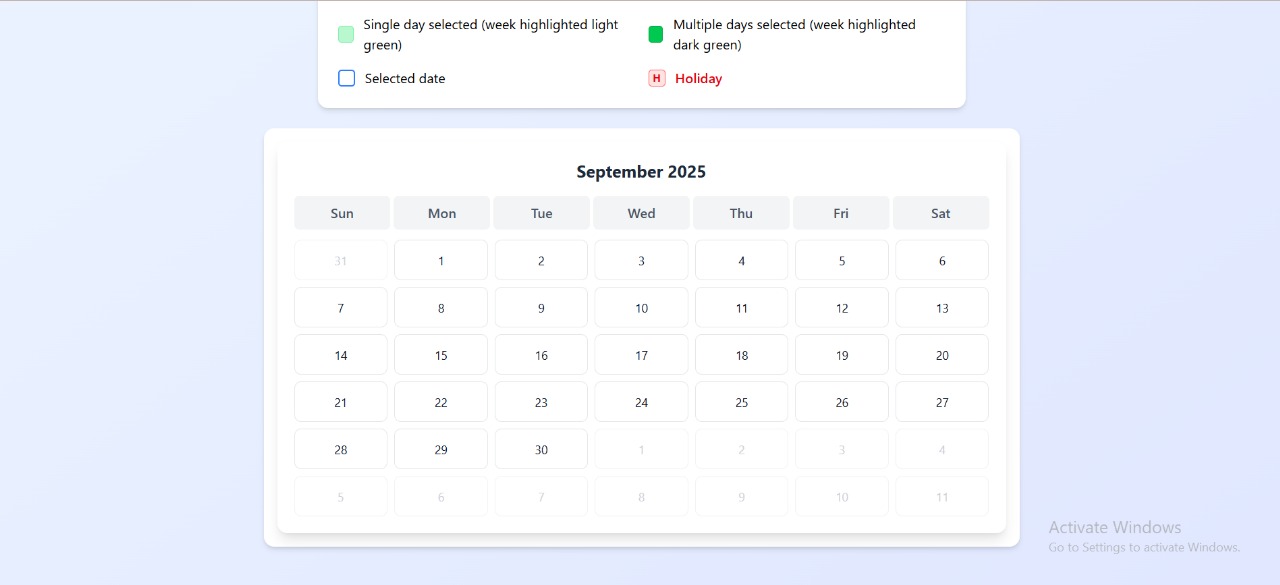 Single day selected (week highlighted light green)
Multiple days selected (week highlighted dark green)
Selected date
H Holiday
September 2025
Sun Mon Tue Wed Thu Fri Sat
31 1 2 3 4 5 6
7 8 9 10 11 12 13
14 15 16 17 18 19 20
21 22 23 24 25 26 27
28 29 30 1 2 3 4
5 6 7 8 9 10 11
Activate Windows
Go to Settings to activate Windows.